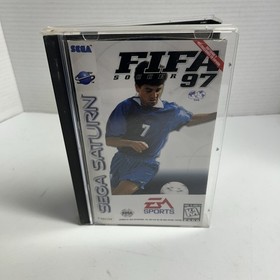 SEGA
FIFA
SOCCER 97
SEGA SATURN
7
EA
SPORTS